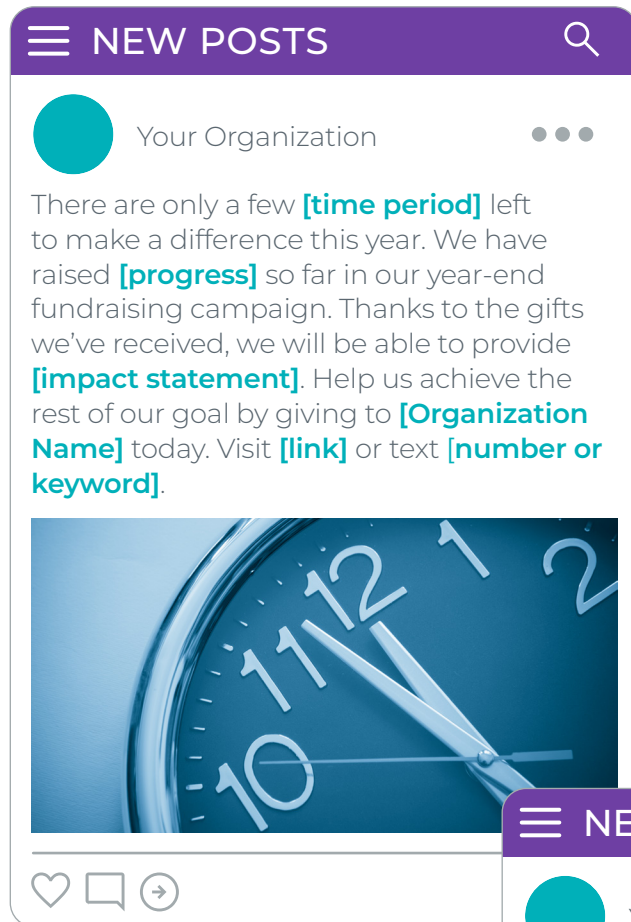 NEW POSTS
Your Organization
There are only a few [time period] left
to make a difference this year. We have
raised [progress] so far in our year-end
fundraising campaign. Thanks to the gifts
we’ve received, we will be able to provide
[impact statement]. Help us achieve the
rest of our goal by giving to [Organization
Name] today. Visit [link] or text [number or
keyword].
12
1
2
11
10
NE